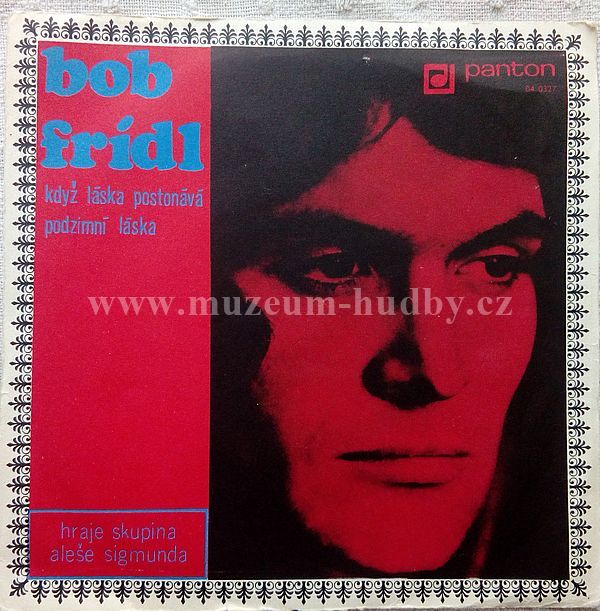 bob
frídl
když láska postonává
podzimní láska
panton
04 0327
www.muzeum-hudby.cz
hraje skupina
aleše sigmunda